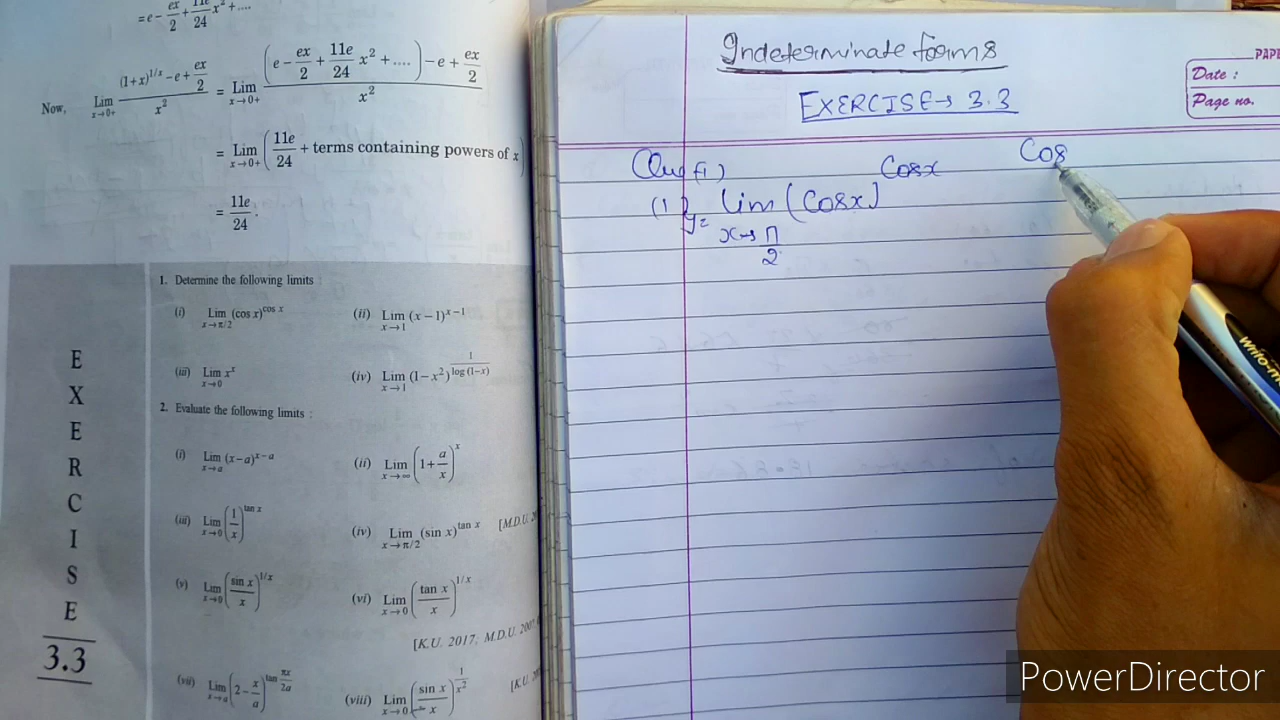 = e - ex/2 + 11e/24 x² + ....
Now, Lim x→0+ ((1+x)^1/x - e + ex/2)/x² = Lim x→0+ ((e - ex/2 + 11e/24 x² + ....) - e + ex/2)/x²
= Lim x→0+ (11e/24 + terms containing powers of x)
= 11e/24.
EXERCISE
3.3
1. Determine the following limits :
(i) Lim x→π/2 (cos x)^cos x (ii) Lim x→1 (x-1)^x-1
(iii) Lim x→0 x^x (iv) Lim x→1 (1-x²)^1/log (1-x)
2. Evaluate the following limits :
(i) Lim x→a (x-a)^x-a (ii) Lim x→∞ (1+a/x)^x
(iii) Lim x→0 (1/x)^tan x (iv) Lim x→π/2 (sin x)^tan x [M.D.U.
(v) Lim x→0 (sin x/x)^1/x (vi) Lim x→0 (tan x/x)^1/x
[K.U. 2017; M.D.U. 2007
(vii) Lim x→a (2-x/a)^tan πx/2a (viii) Lim x→0 (sin x/x)^1/x²
[K.U.
Indeterminate forms
EXERCISE→ 3.3
PAPE
Date :
Page no.
(1) y= lim x→π/2 (Cosx)^Cosx
Cos
Write-n
PowerDirector